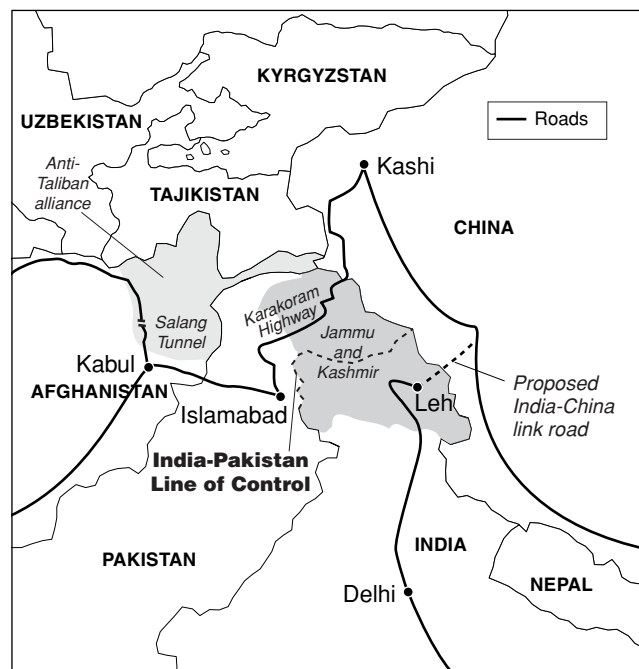 KYRGYZSTAN
UZBEKISTAN
Roads
Anti-
Taliban
alliance
Kashi
TAJIKISTAN
CHINA
Karakoram
Highway
Salang
Tunnel
Jammu
and
Kashmir
Kabul
AFGHANISTAN
Islamabad
Leh
Proposed
India-China
link road
India-Pakistan
Line of Control
PAKISTAN
INDIA
NEPAL
Delhi